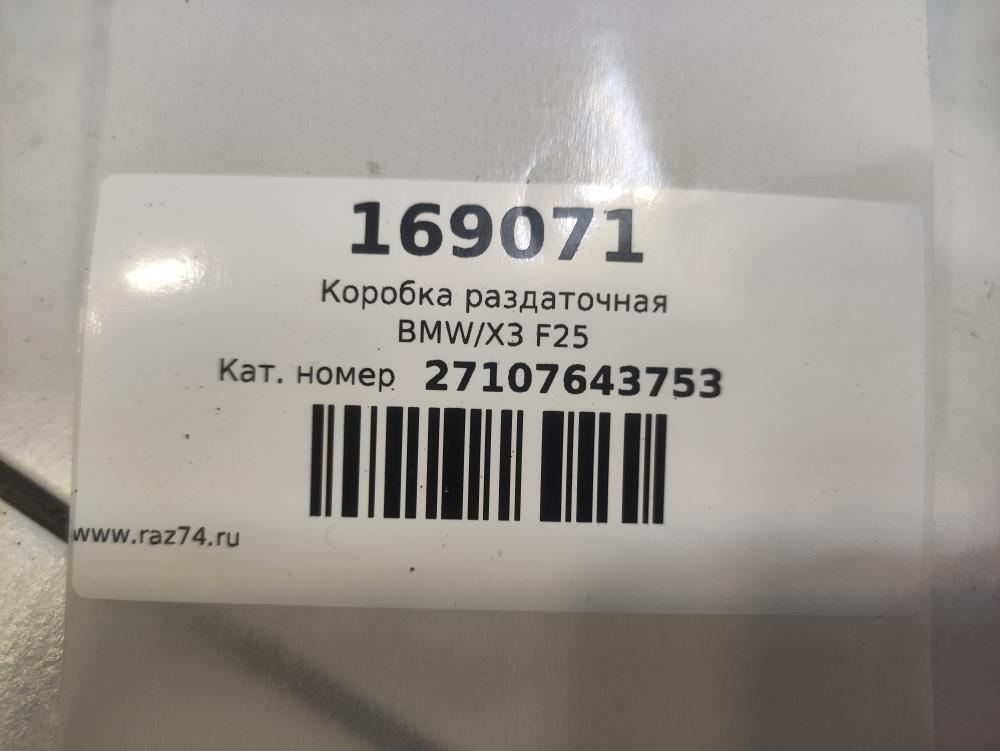 169071
Коробка раздаточная
BMW/X3 F25
Кат. номер 27107643753
www.raz74.ru